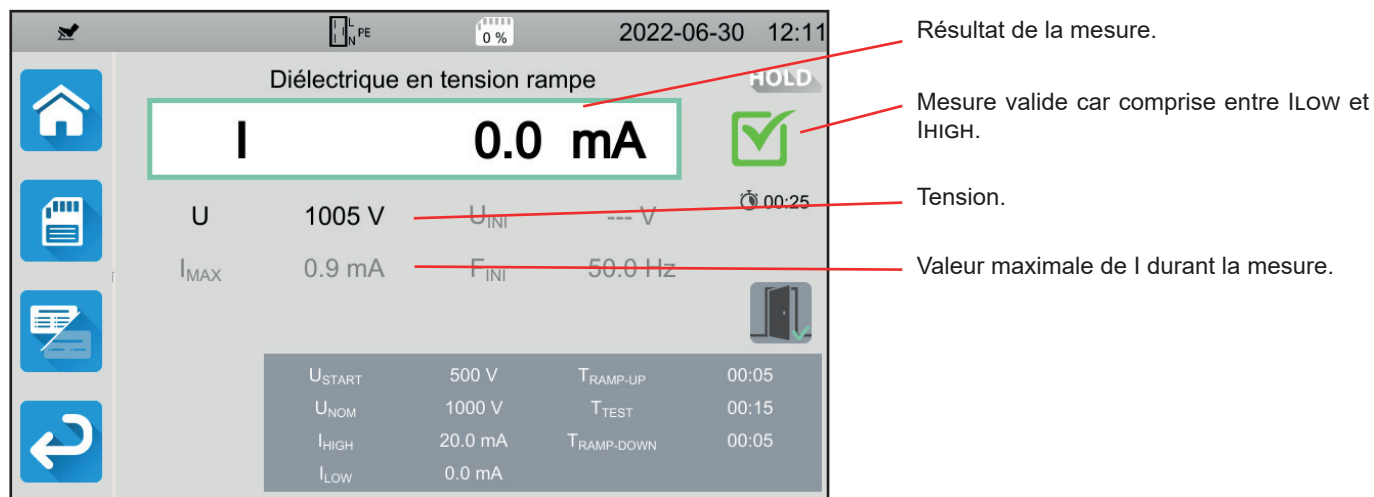 L
N PE
0 %
2022-06-30 12:11
Diélectrique en tension rampe
HOLD
I 0.0 mA
U 1005 V UINI --- V
00:25
IMAX 0.9 mA FINI 50.0 Hz
USTART 500 V TRAMP-UP 00:05
UNOM 1000 V TTEST 00:15
IHIGH 20.0 mA TRAMP-DOWN 00:05
ILOW 0.0 mA
Résultat de la mesure.
Mesure valide car comprise entre ILOW et
IHIGH.
Tension.
Valeur maximale de I durant la mesure.